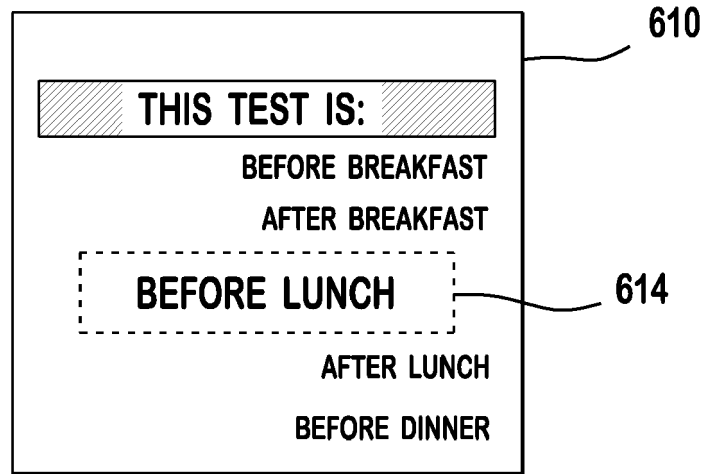 610
THIS TEST IS:
BEFORE BREAKFAST
AFTER BREAKFAST
BEFORE LUNCH
614
AFTER LUNCH
BEFORE DINNER